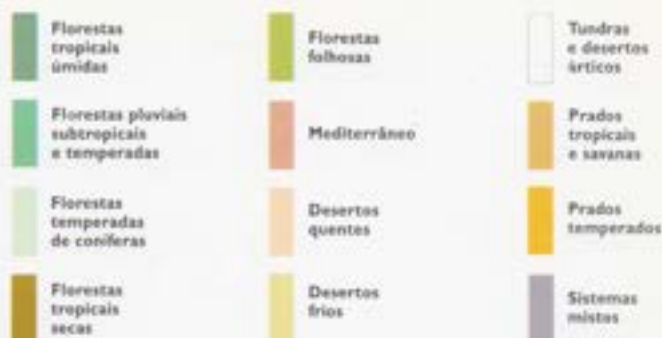 Florestas
tropicais
úmidas
Florestas pluviais
subtropicais
e temperadas
Florestas
temperadas
de coníferas
Florestas
tropicais
secas
Florestas
folhosas
Mediterrâneo
Desertos
quentes
Desertos
frios
Tundras
e desertos
árticos
Prados
tropicais
e savanas
Prados
temperados
Sistemas
mistos